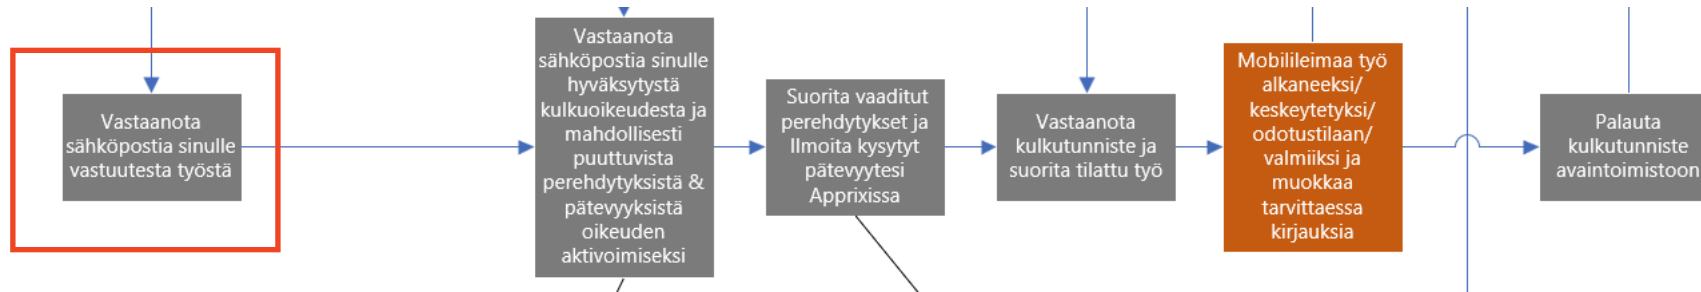 Vastaanota
sähköpostia sinulle
vastuutesta työstä
Vastaanota
sähköpostia sinulle
hyväksytystä
kulkuoikeudesta ja
mahdollisesti
puuttuvista
perehdytyksistä &
pätevyyksistä
oikeuden
aktivoimiseksi
Suorita vaaditut
perehdytykset ja
Ilmoita kysytyt
pätevyytesi
Apprixissa
Vastaanota
kulkutunniste ja
suorita tilattu työ
Mobiilileimaa työ
alkaneeksi/
keskeytetyksi/
odotustilaan/
valmiiksi ja
muokkaa
tarvittaessa
kirjauksia
Palauta
kulkutunniste
avaintoimistoon